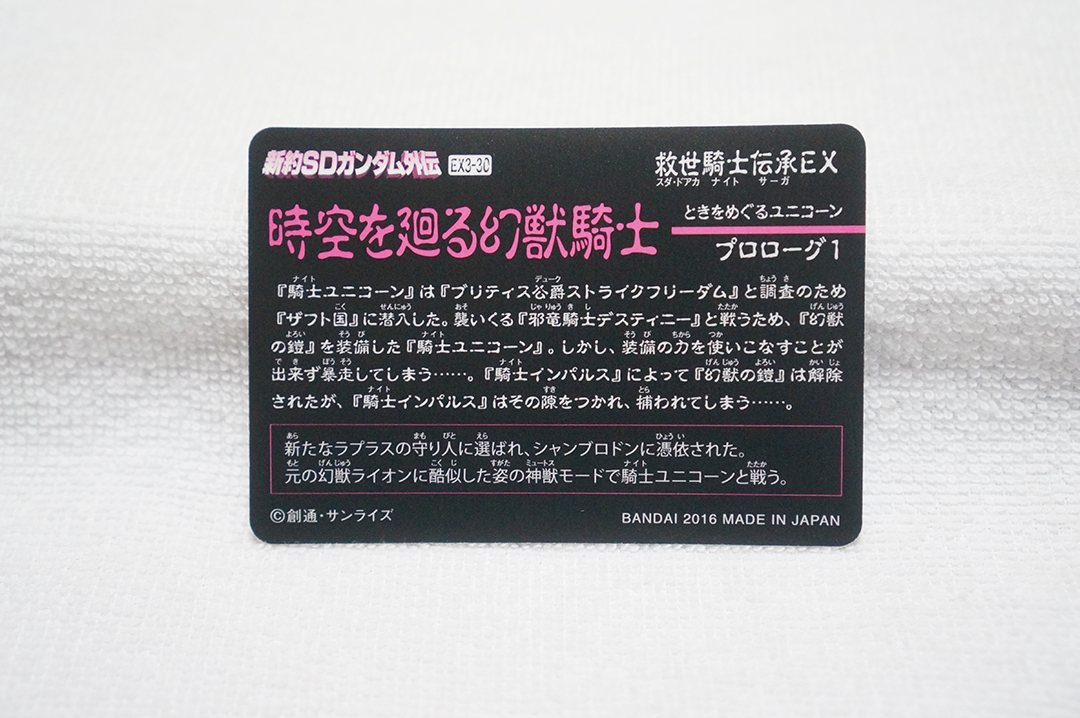 新約SDガンダム外伝 EX3-30 救世騎士伝承EX
スダ・ドアカ ナイト サーガ
時空を廻る幻獣騎士 ときをめぐるユニコーン
プロローグ1
『騎士ユニコーン』は『ブリティス公爵ストライクフリーダム』と調査のため
『ザフト国』に潜入した。襲いくる『邪竜騎士デスティニー』と戦うため、『幻獣
の鎧』を装備した『騎士ユニコーン』。しかし、装備の力を使いこなすことが
出来ず暴走してしまう……。『騎士インパルス』によって『幻獣の鎧』は解除
されたが、『騎士インパルス』はその隙をつかれ、捕われてしまう……。
新たなラプラスの守り人に選ばれ、シャンブロドンに憑依された。
元の幻獣ライオンに酷似した姿の神獣モードで騎士ユニコーンと戦う。
©創通・サンライズ BANDAI 2016 MADE IN JAPAN